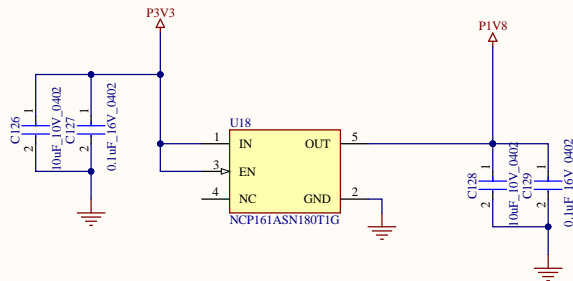 P3V3
P1V8
C126
1
2
10uF_10V_0402
C127
1
2
0.1uF_16V_0402
U18
1
IN
OUT
5
3
EN
4
NC
GND
2
NCP161ASN180T1G
C128
1
2
10uF_10V_0402
C129
1
2
0.1uF_16V_0402